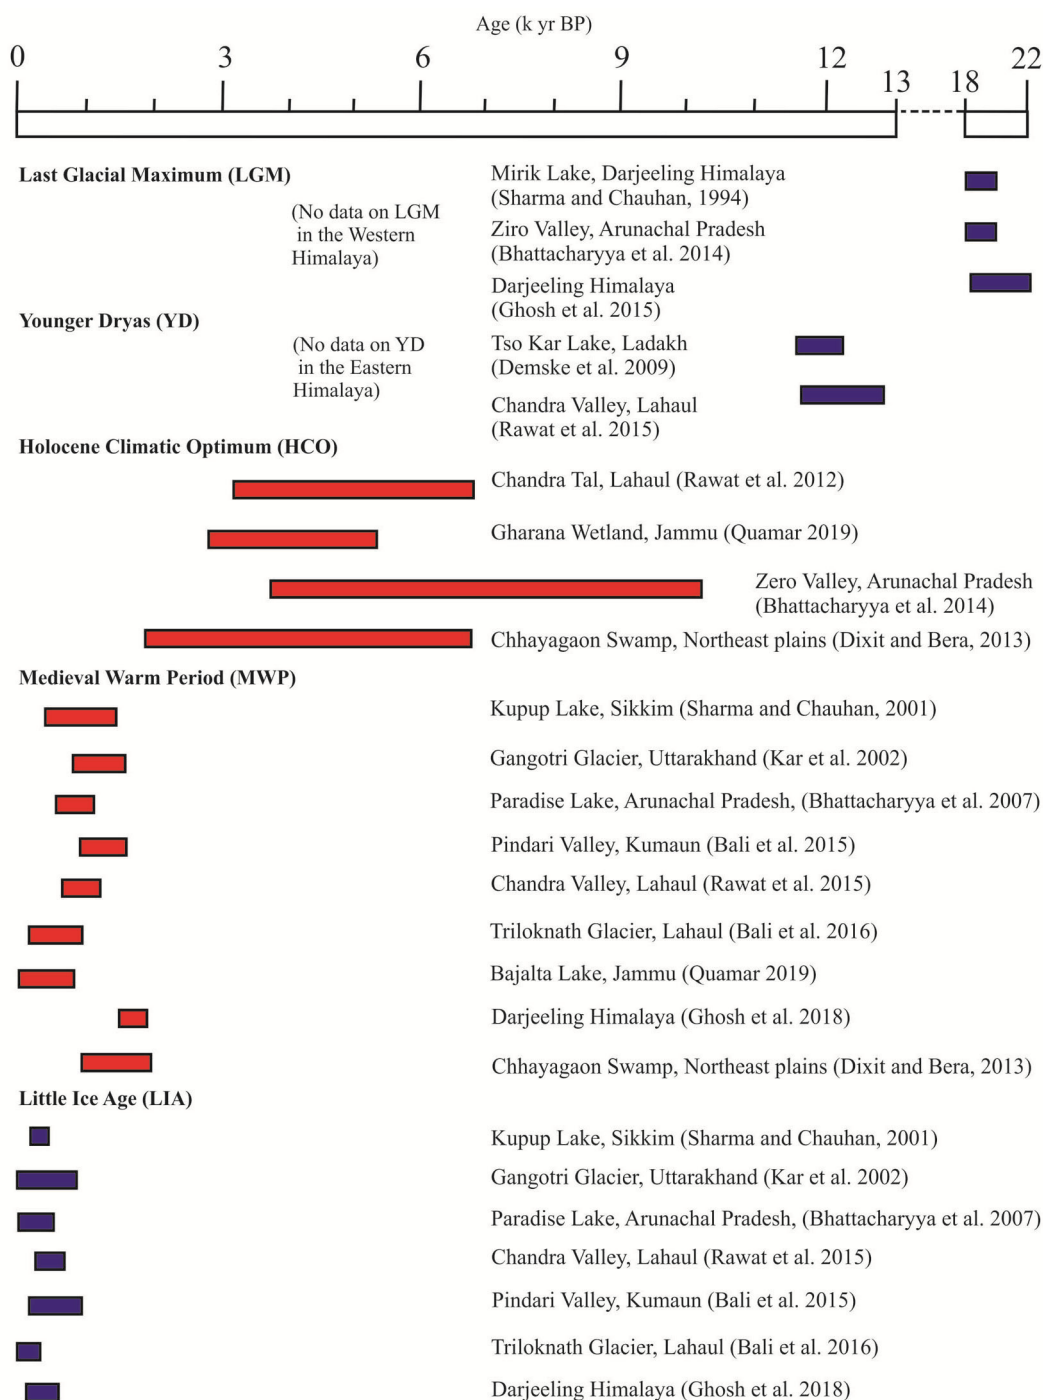 Age (k yr BP)
0 3 6 9 12 13 18 22
Last Glacial Maximum (LGM)
(No data on LGM
in the Western
Himalaya)
Mirik Lake, Darjeeling Himalaya
(Sharma and Chauhan, 1994)
Ziro Valley, Arunachal Pradesh
(Bhattacharyya et al. 2014)
Darjeeling Himalaya
(Ghosh et al. 2015)
Younger Dryas (YD)
(No data on YD
in the Eastern
Himalaya)
Tso Kar Lake, Ladakh
(Demske et al. 2009)
Chandra Valley, Lahaul
(Rawat et al. 2015)
Holocene Climatic Optimum (HCO)
Chandra Tal, Lahaul (Rawat et al. 2012)
Gharana Wetland, Jammu (Quamar 2019)
Zero Valley, Arunachal Pradesh
(Bhattacharyya et al. 2014)
Chhayagaon Swamp, Northeast plains (Dixit and Bera, 2013)
Medieval Warm Period (MWP)
Kupup Lake, Sikkim (Sharma and Chauhan, 2001)
Gangotri Glacier, Uttarakhand (Kar et al. 2002)
Paradise Lake, Arunachal Pradesh, (Bhattacharyya et al. 2007)
Pindari Valley, Kumaun (Bali et al. 2015)
Chandra Valley, Lahaul (Rawat et al. 2015)
Triloknath Glacier, Lahaul (Bali et al. 2016)
Bajalta Lake, Jammu (Quamar 2019)
Darjeeling Himalaya (Ghosh et al. 2018)
Chhayagaon Swamp, Northeast plains (Dixit and Bera, 2013)
Little Ice Age (LIA)
Kupup Lake, Sikkim (Sharma and Chauhan, 2001)
Gangotri Glacier, Uttarakhand (Kar et al. 2002)
Paradise Lake, Arunachal Pradesh, (Bhattacharyya et al. 2007)
Chandra Valley, Lahaul (Rawat et al. 2015)
Pindari Valley, Kumaun (Bali et al. 2015)
Triloknath Glacier, Lahaul (Bali et al. 2016)
Darjeeling Himalaya (Ghosh et al. 2018)